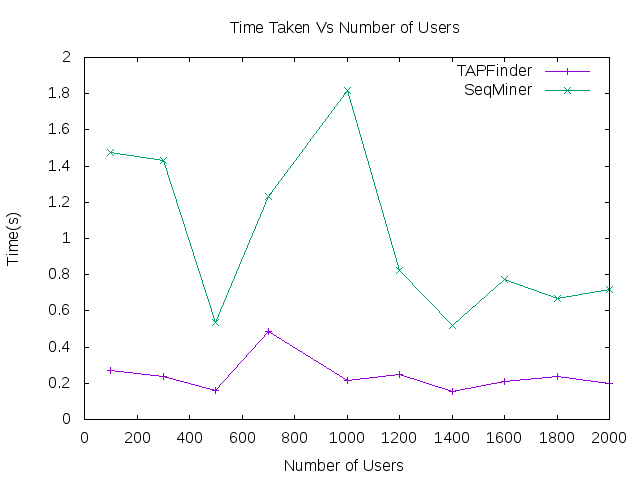 Time Taken Vs Number of Users
2
1.8
1.6
1.4
1.2
1
0.8
0.6
0.4
0.2
0
Time(s)
TAPFinder
SeqMiner
0 200 400 600 800 1000 1200 1400 1600 1800 2000
Number of Users